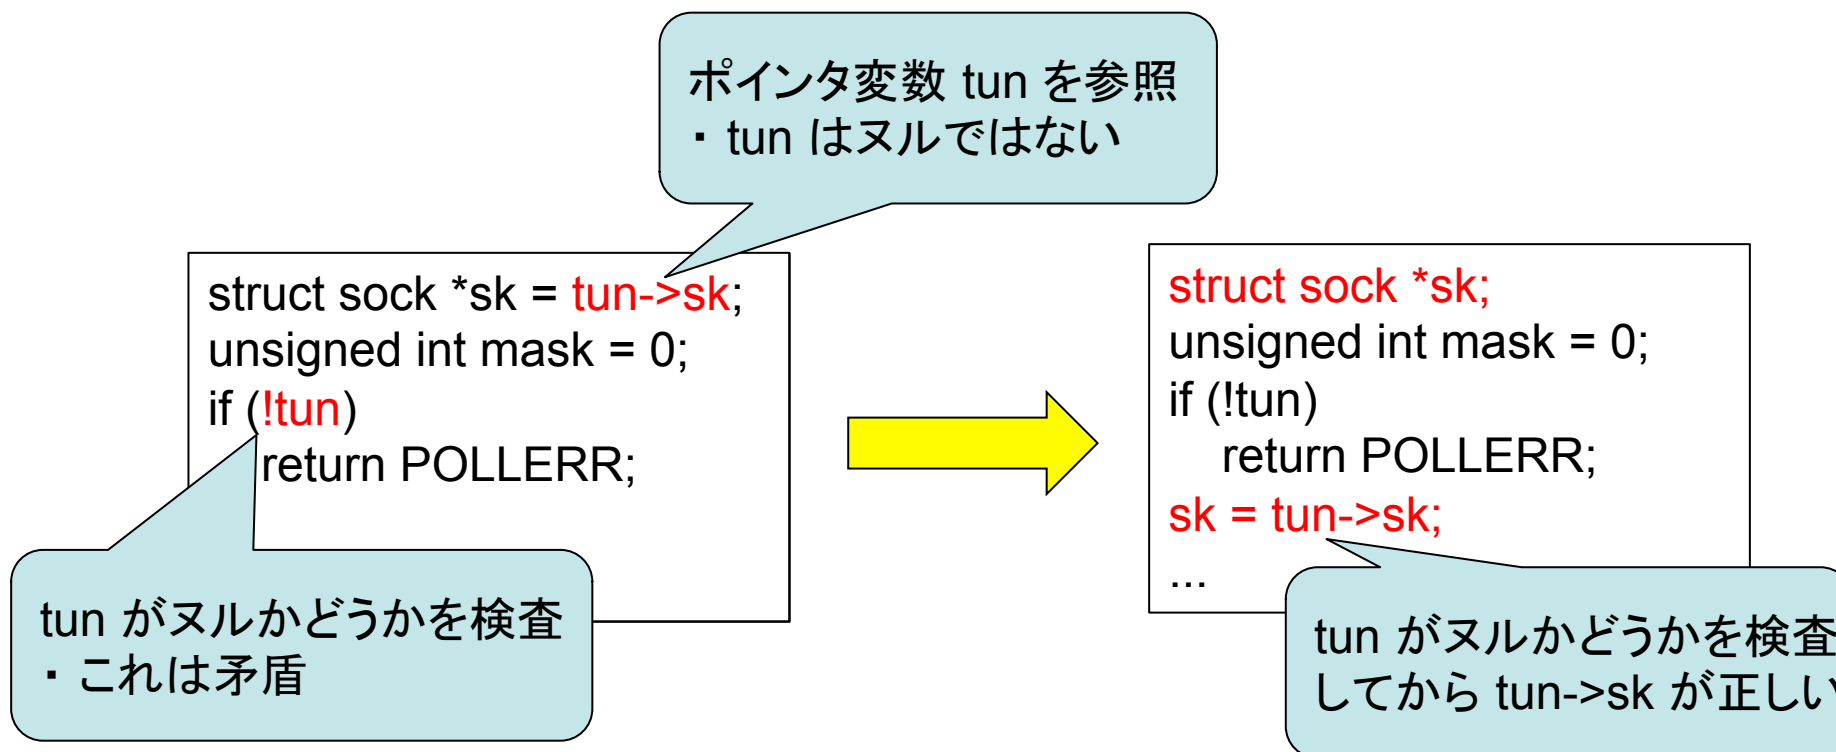 ポインタ変数 tun を参照
・ tun はヌルではない
struct sock *sk = tun->sk;
unsigned int mask = 0;
if (!tun)
return POLLERR;
tun がヌルかどうかを検査
・ これは矛盾
struct sock *sk;
unsigned int mask = 0;
if (!tun)
return POLLERR;
sk = tun->sk;
...
tun がヌルかどうかを検査
してから tun->sk が正しい